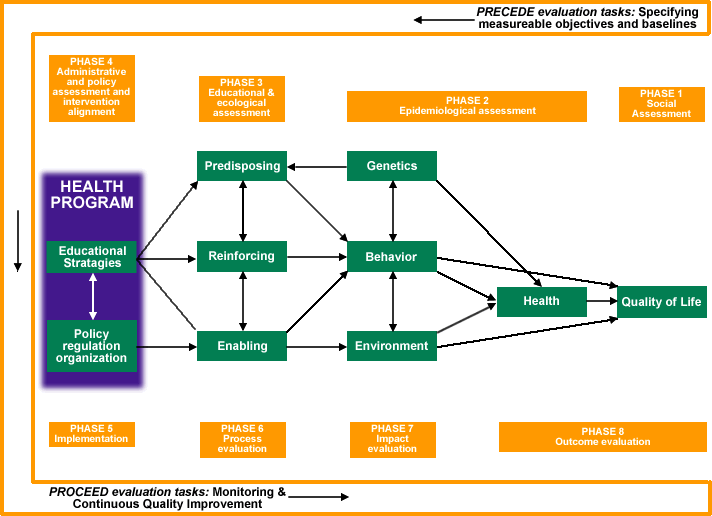 PRECEDE evaluation tasks: Specifying
measureable objectives and baselines
PHASE 4
Administrative
and policy
assessment and
intervention
alignment
PHASE 3
Educational &
ecological
assessment
PHASE 2
Epidemiological assessment
PHASE 1
Social
Assessment
HEALTH
PROGRAM
Educational
Stratagies
Policy
regulation
organization
Predisposing
Reinforcing
Enabling
Genetics
Behavior
Environment
Health
Quality of Life
PHASE 5
Implementation
PHASE 6
Process
evaluation
PHASE 7
Impact
evaluation
PHASE 8
Outcome evaluation
PROCEED evaluation tasks: Monitoring &
Continuous Quality Improvement